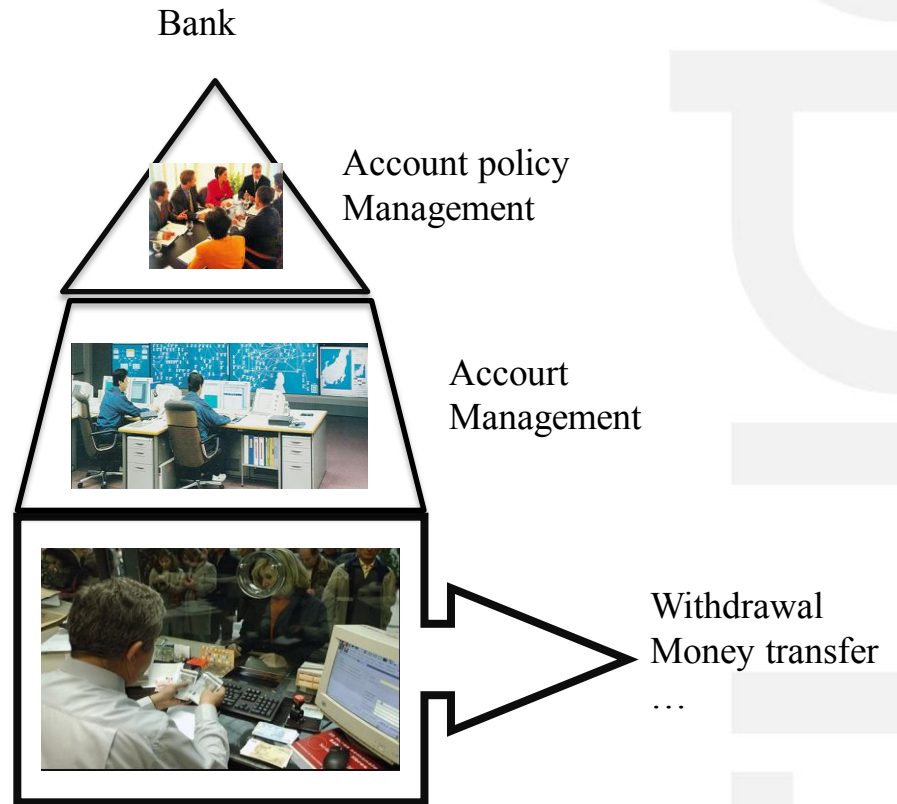 Bank
Account policy
Management
Accourt
Management
Withdrawal
Money transfer
…